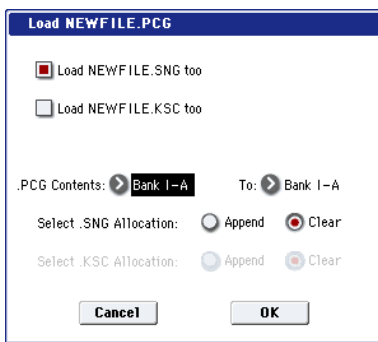 Load NEWFILE.PCG
Load NEWFILE.SNG too
Load NEWFILE.KSC too
.PCG Contents: Bank I-A To: Bank I-A
Select .SNG Allocation: Append Clear
Select .KSC Allocation: Append Clear
Cancel OK